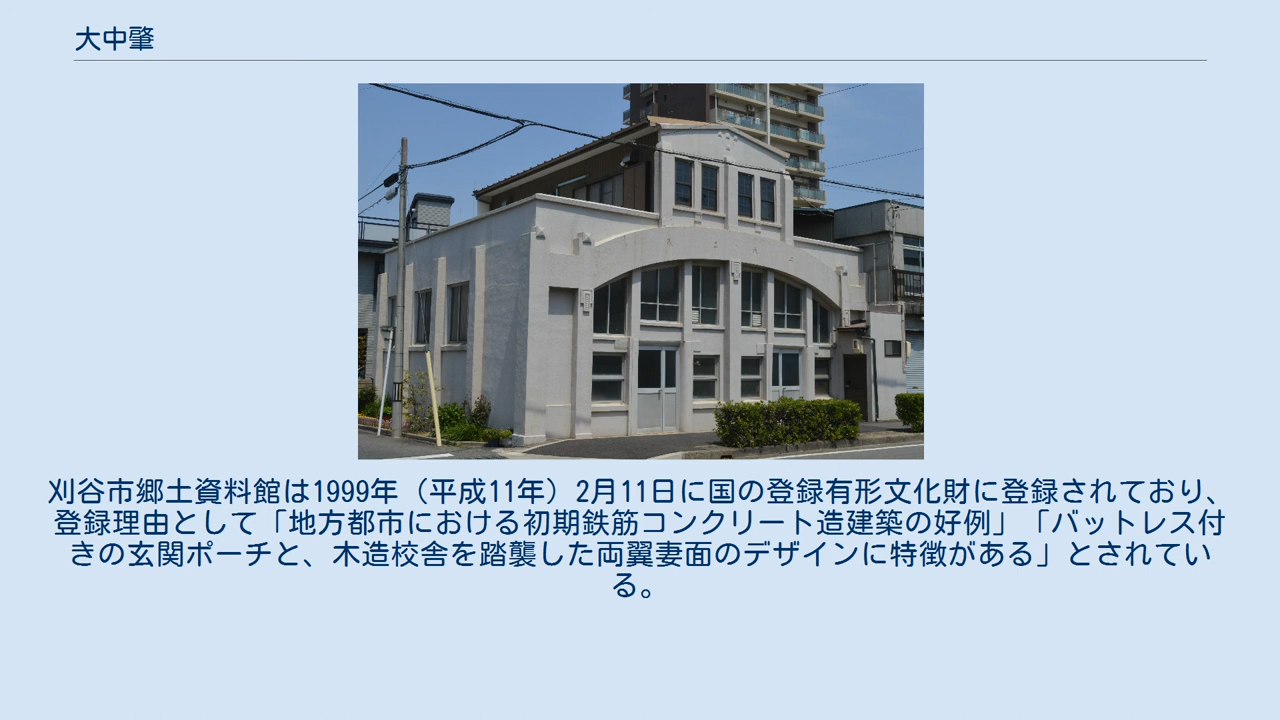 大中肇
刈谷市郷土資料館は1999年（平成11年）2月11日に国の登録有形文化財に登録されており、
登録理由として「地方都市における初期鉄筋コンクリート造建築の好例」「バットレス付
きの玄関ポーチと、木造校舎を踏襲した両翼妻面のデザインに特徴がある」とされてい
る。